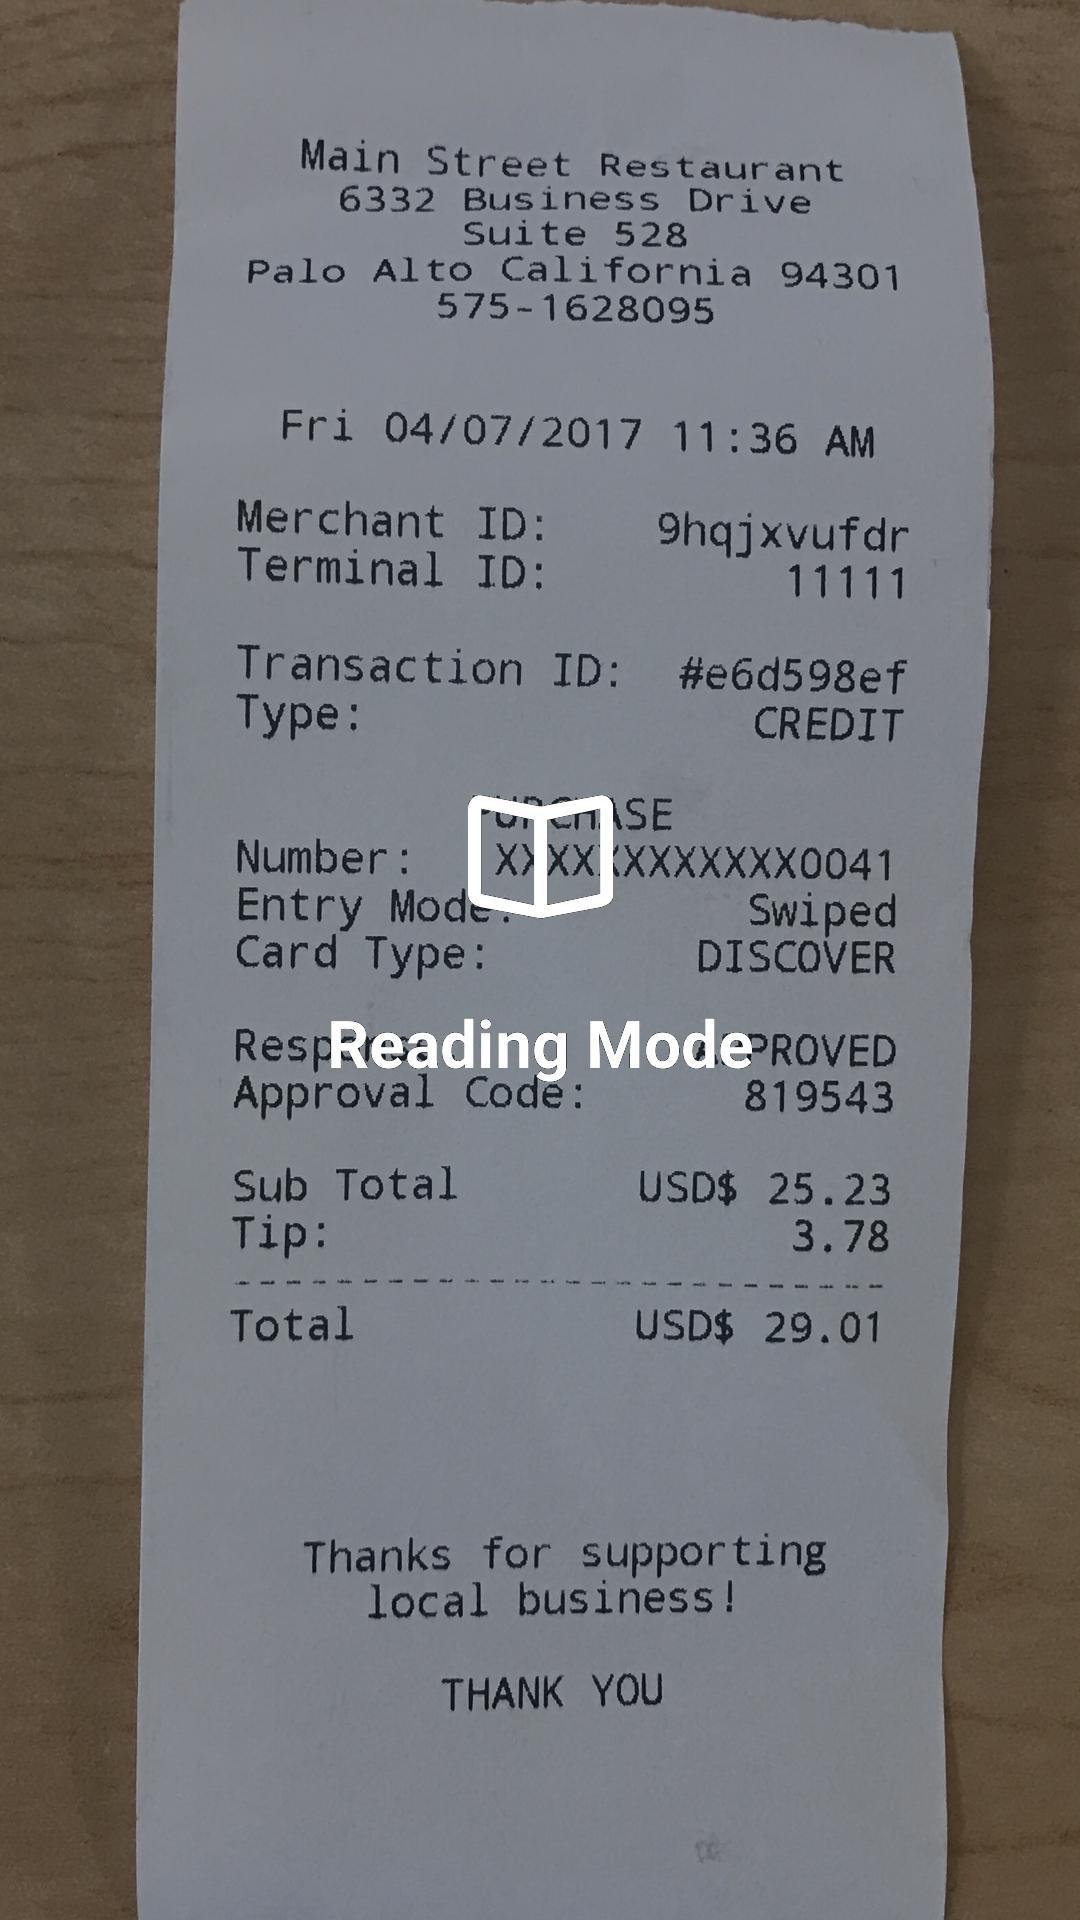 Main Street Restaurant
6332 Business Drive
Suite 528
Palo Alto California 94301
575-1628095
Fri 04/07/2017 11:36 AM
Merchant ID: 9hqjxvufdr
Terminal ID: 11111
Transaction ID: #e6d598ef
Type: CREDIT
PURCHASE
Number: XXXXXXXXXXXX0041
Entry Mode: Swiped
Card Type: DISCOVER
Reading Mode
Response: APPROVED
Approval Code: 819543
Sub Total USD$ 25.23
Tip: 3.78
Total USD$ 29.01
Thanks for supporting
local business!
THANK YOU